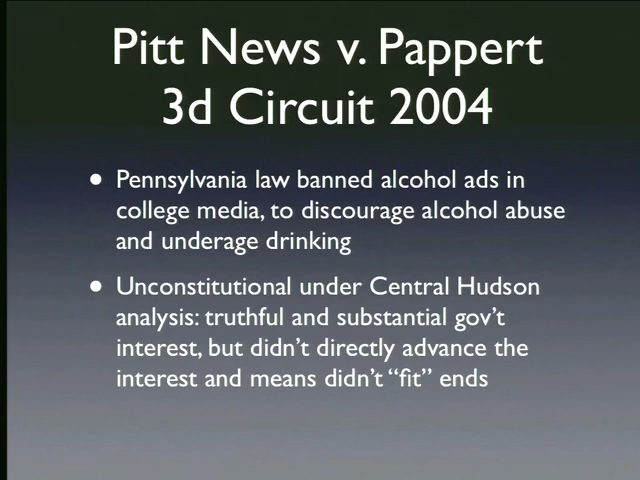 Pitt News v. Pappert
3d Circuit 2004
• Pennsylvania law banned alcohol ads in
college media, to discourage alcohol abuse
and underage drinking
• Unconstitutional under Central Hudson
analysis: truthful and substantial gov’t
interest, but didn’t directly advance the
interest and means didn’t “fit” ends